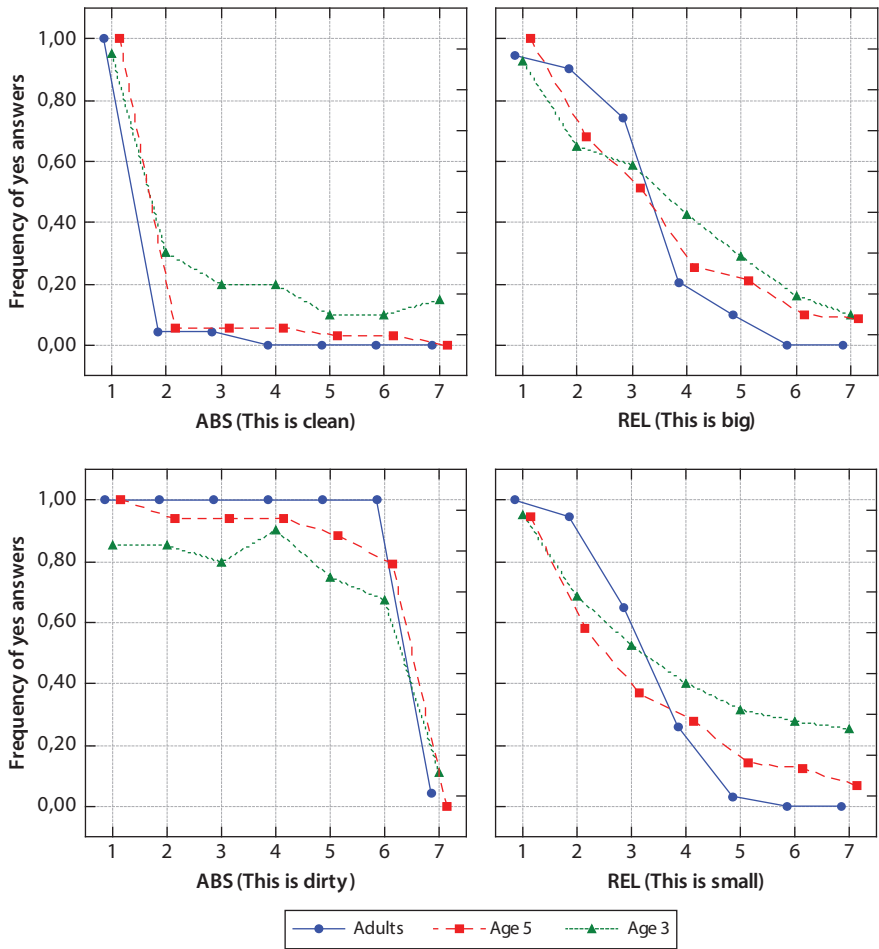 Frequency of yes answers
1,00
0,80
0,60
0,40
0,20
0,00
1 2 3 4 5 6 7
ABS (This is clean)
1 2 3 4 5 6 7
REL (This is big)
Frequency of yes answers
1,00
0,80
0,60
0,40
0,20
0,00
1 2 3 4 5 6 7
ABS (This is dirty)
1 2 3 4 5 6 7
REL (This is small)
Adults Age 5 Age 3